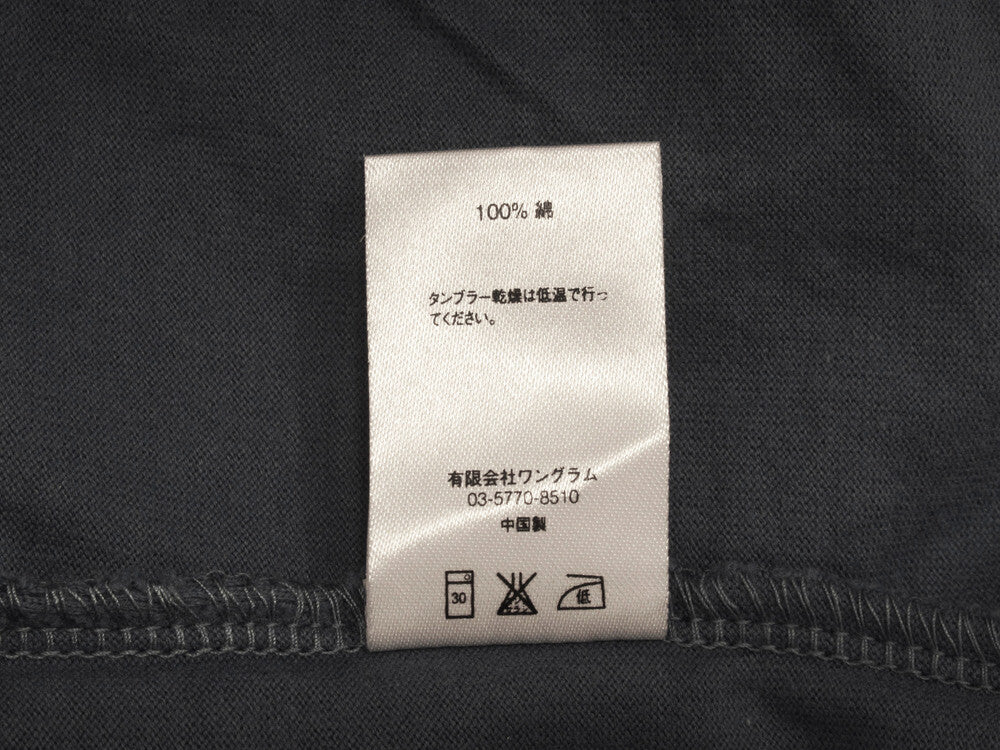 100% 綿
タンブラー乾燥は低温で行っ
てください。
有限会社ワングラム
03-5770-8510
中国製
30
低